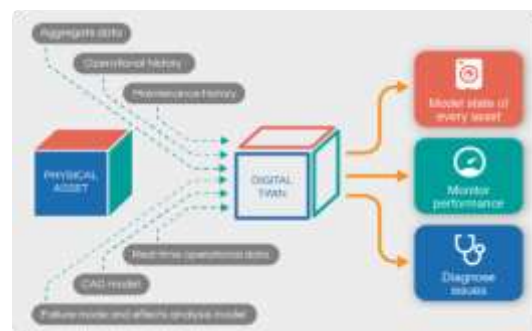 Aggregate data
Operational history
Maintenance history
PHYSICAL
ASSET
DIGITAL
TWIN
Real-time operational data
CAD model
Failure mode and effects analysis model
Model state of
every asset
Monitor
performance
Diagnose
issues